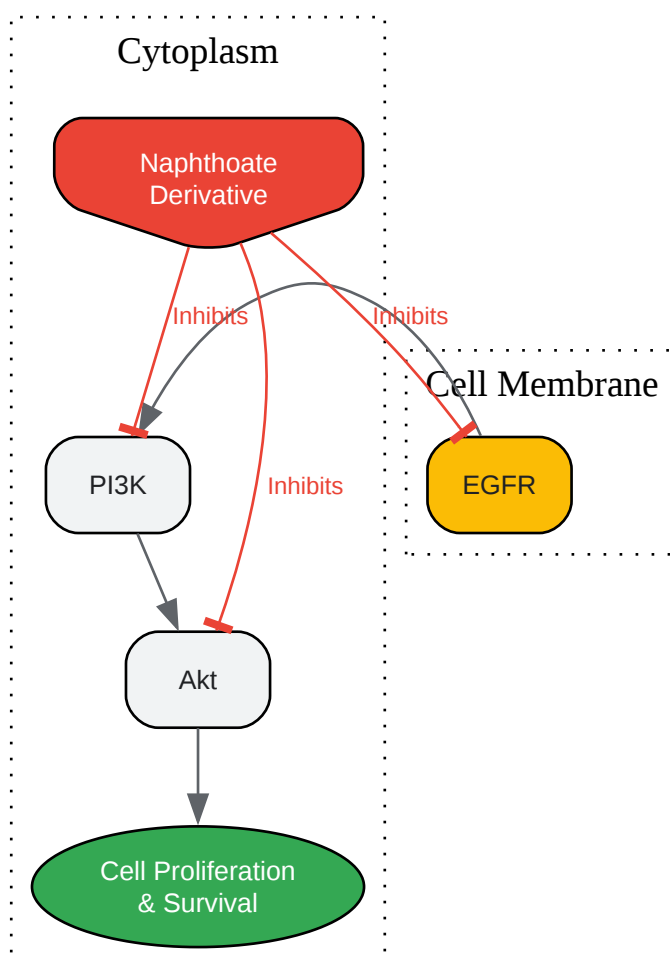 Cytoplasm
Naphthoate
Derivative
Inhibits
Inhibits
Cell Membrane
PI3K
Inhibits
EGFR
Akt
Cell Proliferation
& Survival